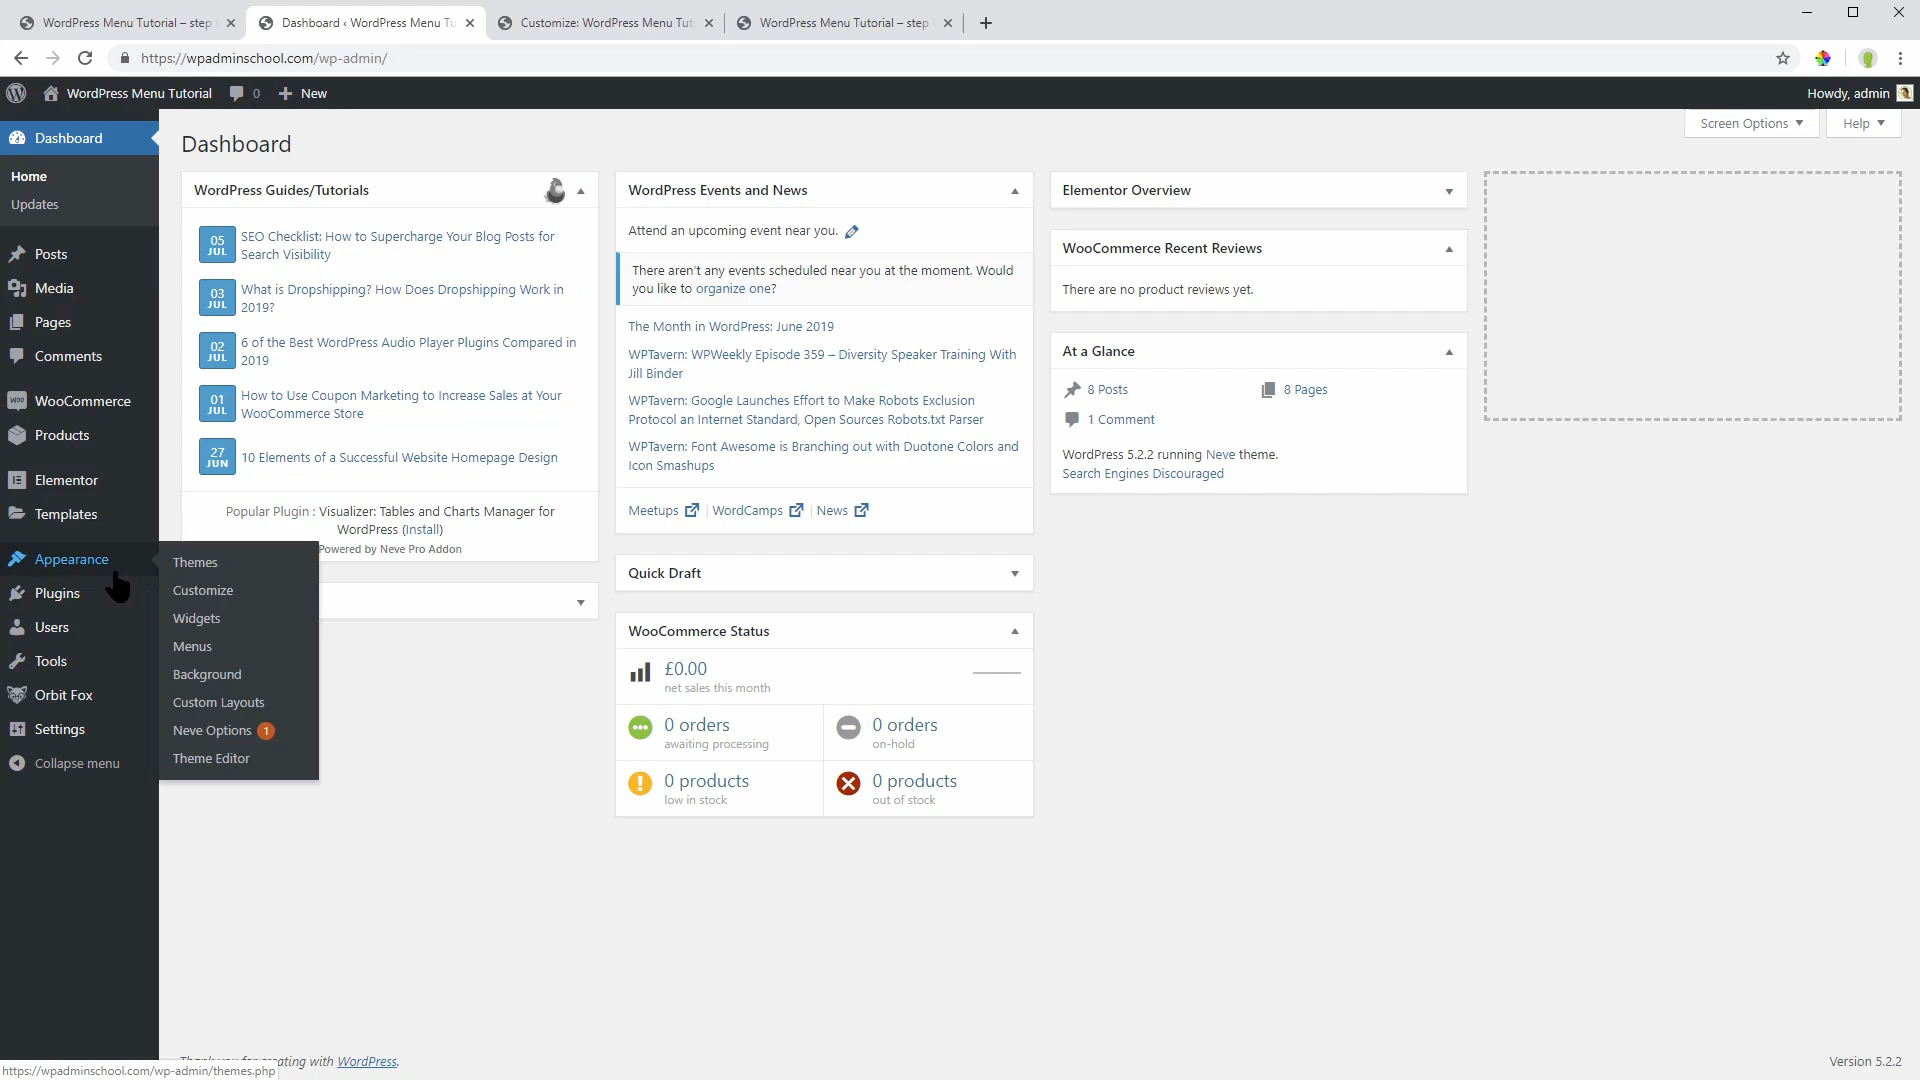 WordPress Menu Tutorial – step
Dashboard ‹ WordPress Menu Tu
Customize: WordPress Menu Tut
WordPress Menu Tutorial – step
https://wpadminschool.com/wp-admin/
WordPress Menu Tutorial
0
New
Howdy, admin
Dashboard
Home
Updates
Posts
Media
Pages
Comments
WooCommerce
Products
Elementor
Templates
Appearance
Plugins
Users
Tools
Orbit Fox
Settings
Collapse menu
Themes
Customize
Widgets
Menus
Background
Custom Layouts
Neve Options 1
Theme Editor
Dashboard
Screen Options
Help
WordPress Guides/Tutorials
05 JUL
SEO Checklist: How to Supercharge Your Blog Posts for
Search Visibility
03 JUL
What is Dropshipping? How Does Dropshipping Work in
2019?
02 JUL
6 of the Best WordPress Audio Player Plugins Compared in
2019
01 JUL
How to Use Coupon Marketing to Increase Sales at Your
WooCommerce Store
27 JUN
10 Elements of a Successful Website Homepage Design
Popular Plugin : Visualizer: Tables and Charts Manager for
WordPress (Install)
Powered by Neve Pro Addon
WordPress Events and News
Attend an upcoming event near you.
There aren't any events scheduled near you at the moment. Would
you like to organize one?
The Month in WordPress: June 2019
WPTavern: WPWeekly Episode 359 – Diversity Speaker Training With
Jill Binder
WPTavern: Google Launches Effort to Make Robots Exclusion
Protocol an Internet Standard, Open Sources Robots.txt Parser
WPTavern: Font Awesome is Branching out with Duotone Colors and
Icon Smashups
Meetups | WordCamps | News
Quick Draft
WooCommerce Status
£0.00
net sales this month
0 orders
awaiting processing
0 orders
on-hold
0 products
low in stock
0 products
out of stock
Elementor Overview
WooCommerce Recent Reviews
There are no product reviews yet.
At a Glance
8 Posts
8 Pages
1 Comment
WordPress 5.2.2 running Neve theme.
Search Engines Discouraged
Thank you for creating with WordPress.
Version 5.2.2
https://wpadminschool.com/wp-admin/themes.php